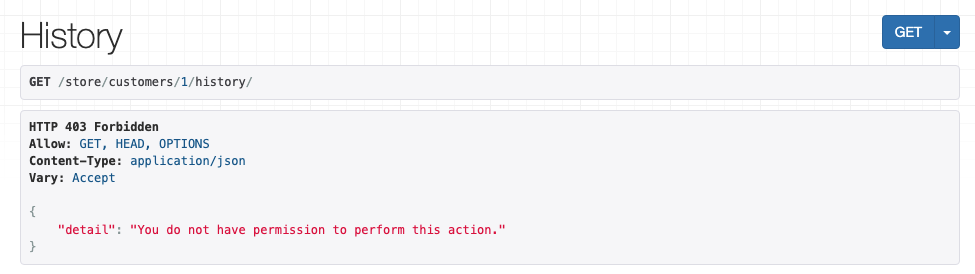 History
GET
GET /store/customers/1/history/
HTTP 403 Forbidden
Allow: GET, HEAD, OPTIONS
Content-Type: application/json
Vary: Accept
{
    "detail": "You do not have permission to perform this action."
}